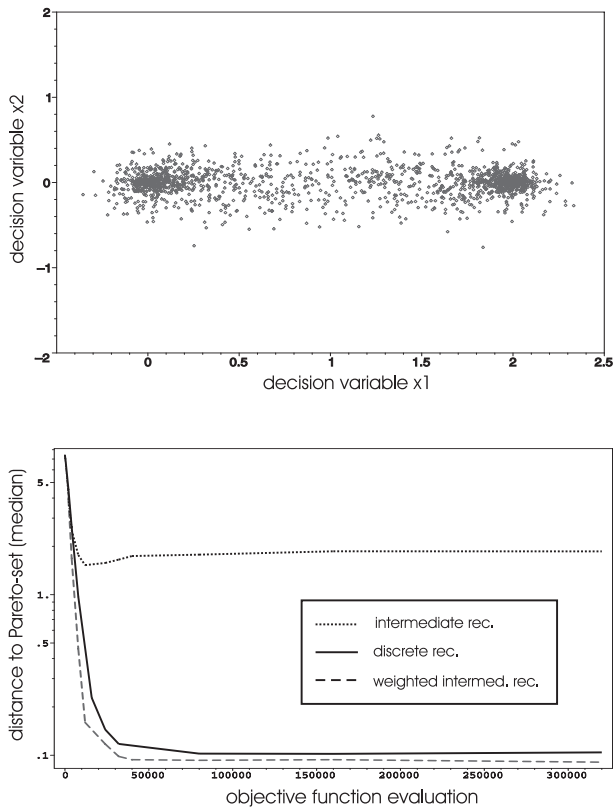 2
1
0
−1
−2
decision variable x2
0 0.5 1 1.5 2 2.5
decision variable x1
5.
1.
.5
.1
distance to Pareto-set (median)
intermediate rec.
discrete rec.
weighted intermed. rec.
0 50000 100000 150000 200000 250000 300000
objective function evaluation